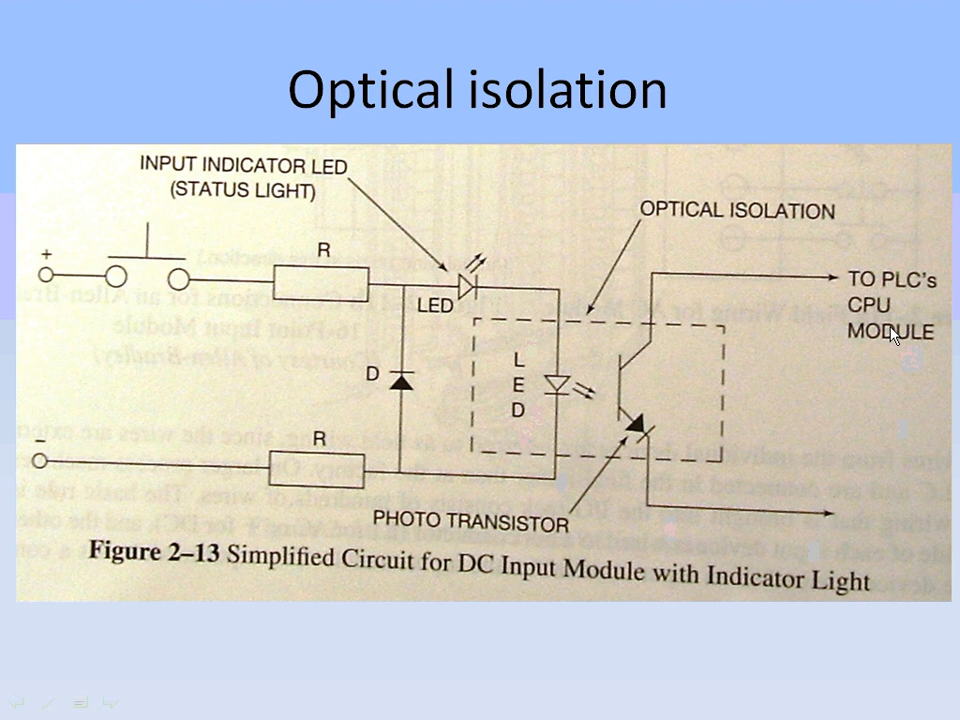 Optical isolation
INPUT INDICATOR LED
(STATUS LIGHT)
OPTICAL ISOLATION
+
R
LED
TO PLC's
CPU
MODULE
D
L
E
D
–
R
PHOTO TRANSISTOR
Figure 2–13 Simplified Circuit for DC Input Module with Indicator Light